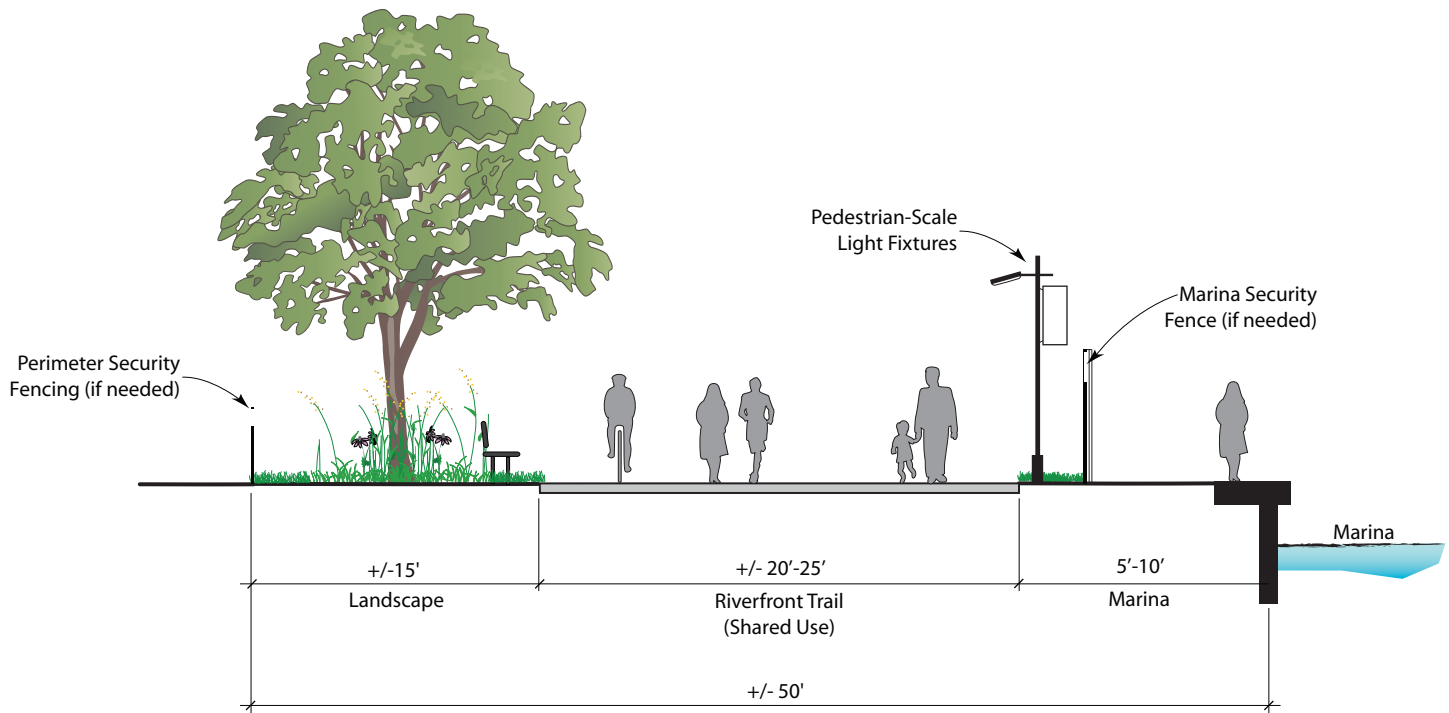 Pedestrian-Scale
Light Fixtures
Marina Security
Fence (if needed)
Perimeter Security
Fencing (if needed)
Marina
+/-15'
+/- 20’-25’
5’-10’
Landscape
Riverfront Trail
(Shared Use)
Marina
+/- 50'